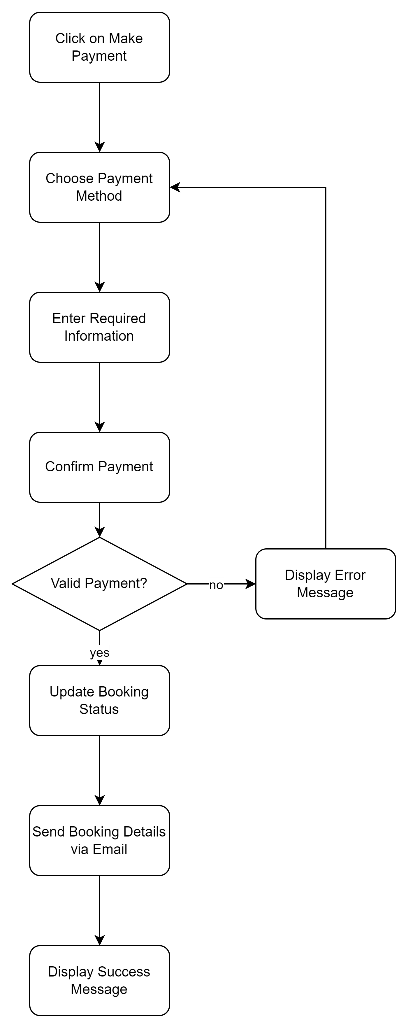 Click on Make
Payment
Choose Payment
Method
Enter Required
Information
Confirm Payment
Valid Payment?
no
Display Error
Message
yes
Update Booking
Status
Send Booking Details
via Email
Display Success
Message